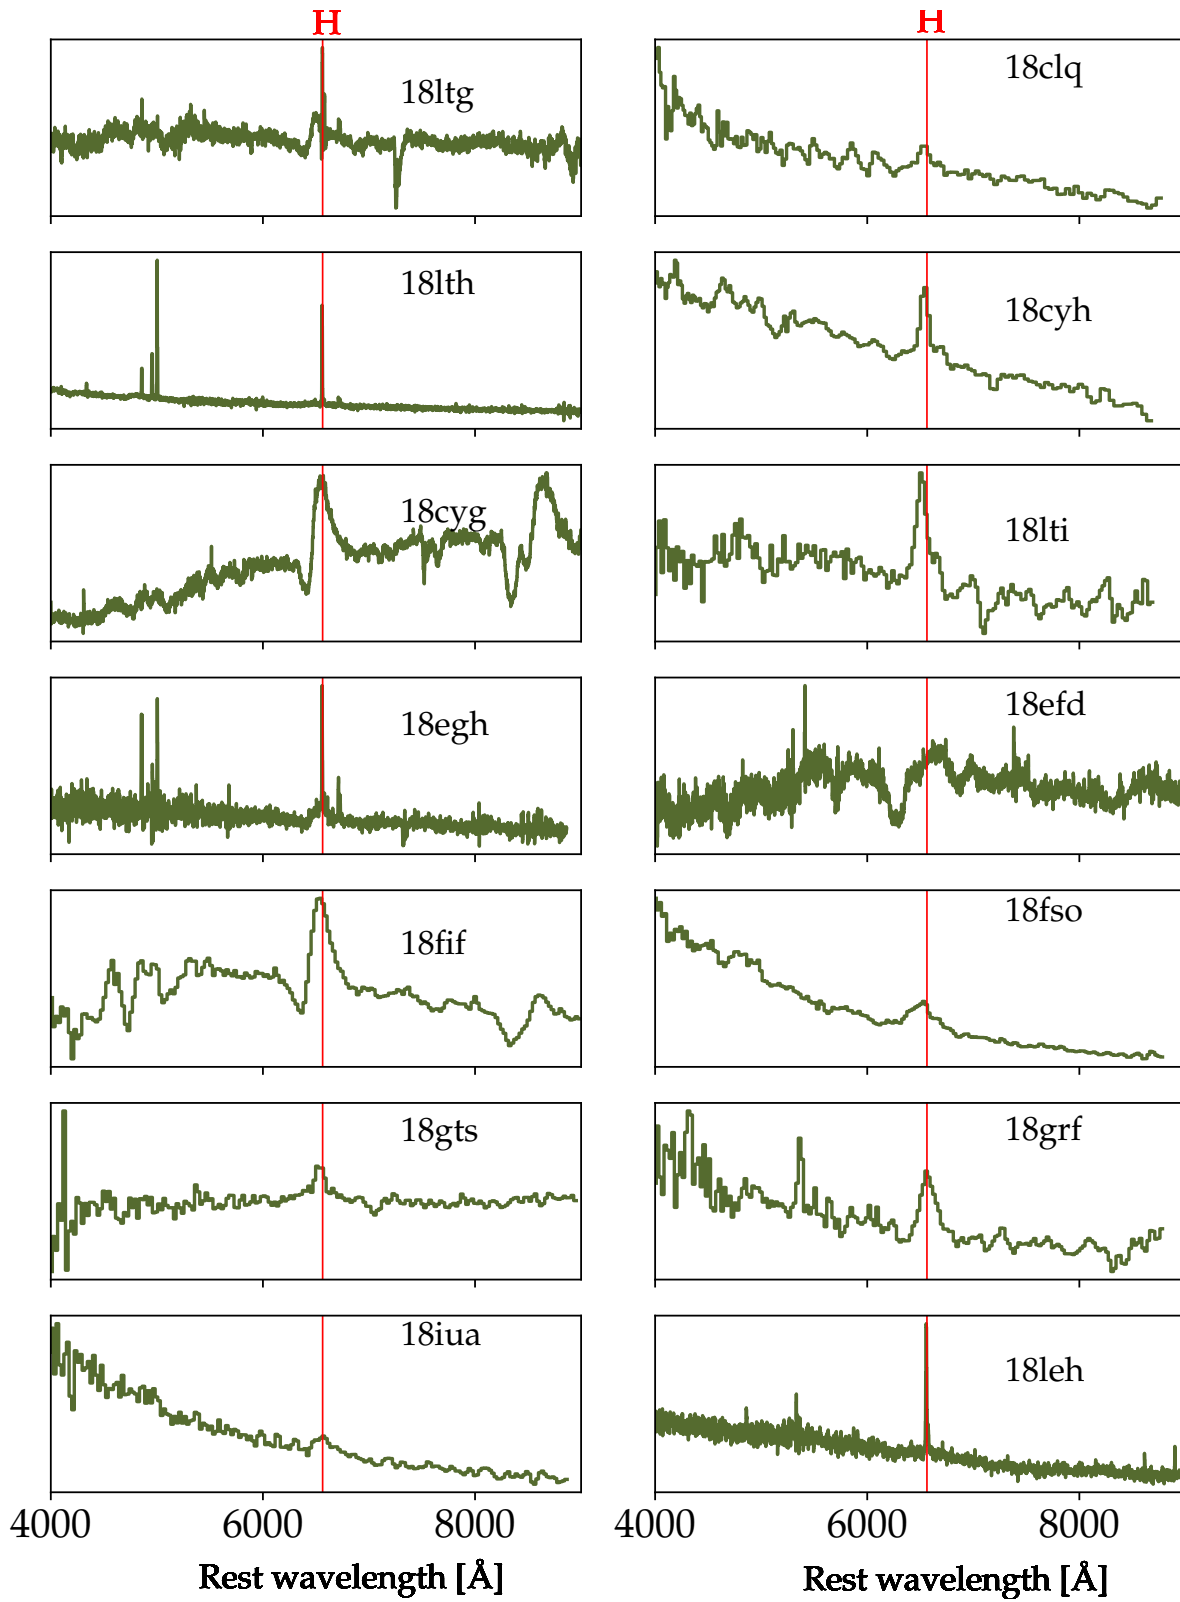 H
H
18ltg
18clq
18lth
18cyh
18cyg
18lti
18egh
18efd
18fif
18fso
18gts
18grf
18iua
18leh
4000 6000 8000
4000 6000 8000
Rest wavelength [Å]
Rest wavelength [Å]